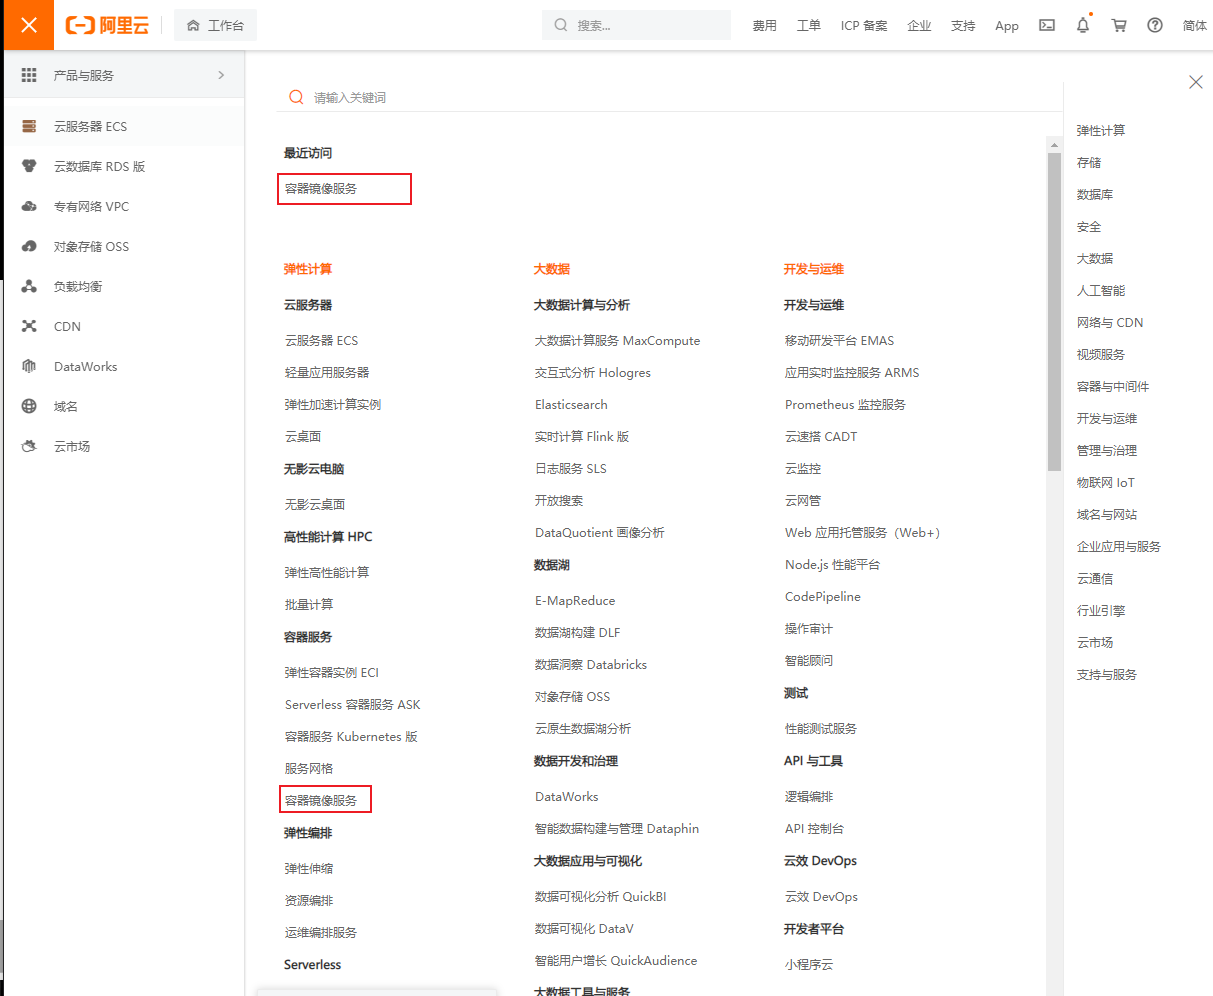 阿里云
工作台
搜索...
费用
工单
ICP 备案
企业
支持
App
简体
产品与服务
云服务器 ECS
云数据库 RDS 版
专有网络 VPC
对象存储 OSS
负载均衡
CDN
DataWorks
域名
云市场
请输入关键词
最近访问
容器镜像服务
弹性计算
云服务器
云服务器 ECS
轻量应用服务器
弹性加速计算实例
云桌面
无影云电脑
无影云桌面
高性能计算 HPC
弹性高性能计算
批量计算
容器服务
弹性容器实例 ECI
Serverless 容器服务 ASK
容器服务 Kubernetes 版
服务网格
容器镜像服务
弹性编排
弹性伸缩
资源编排
运维编排服务
Serverless
大数据
大数据计算与分析
大数据计算服务 MaxCompute
交互式分析 Hologres
Elasticsearch
实时计算 Flink 版
日志服务 SLS
开放搜索
DataQuotient 画像分析
数据湖
E-MapReduce
数据湖构建 DLF
数据洞察 Databricks
对象存储 OSS
云原生数据湖分析
数据开发和治理
DataWorks
智能数据构建与管理 Dataphin
大数据应用与可视化
数据可视化分析 QuickBI
数据可视化 DataV
智能用户增长 QuickAudience
大数据工具与服务
开发与运维
开发与运维
移动研发平台 EMAS
应用实时监控服务 ARMS
Prometheus 监控服务
云速搭 CADT
云监控
云网管
Web 应用托管服务（Web+）
Node.js 性能平台
CodePipeline
操作审计
智能顾问
测试
性能测试服务
API 与工具
逻辑编排
API 控制台
云效 DevOps
云效 DevOps
开发者平台
小程序云
弹性计算
存储
数据库
安全
大数据
人工智能
网络与 CDN
视频服务
容器与中间件
开发与运维
管理与治理
物联网 IoT
域名与网站
企业应用与服务
云通信
行业引擎
云市场
支持与服务